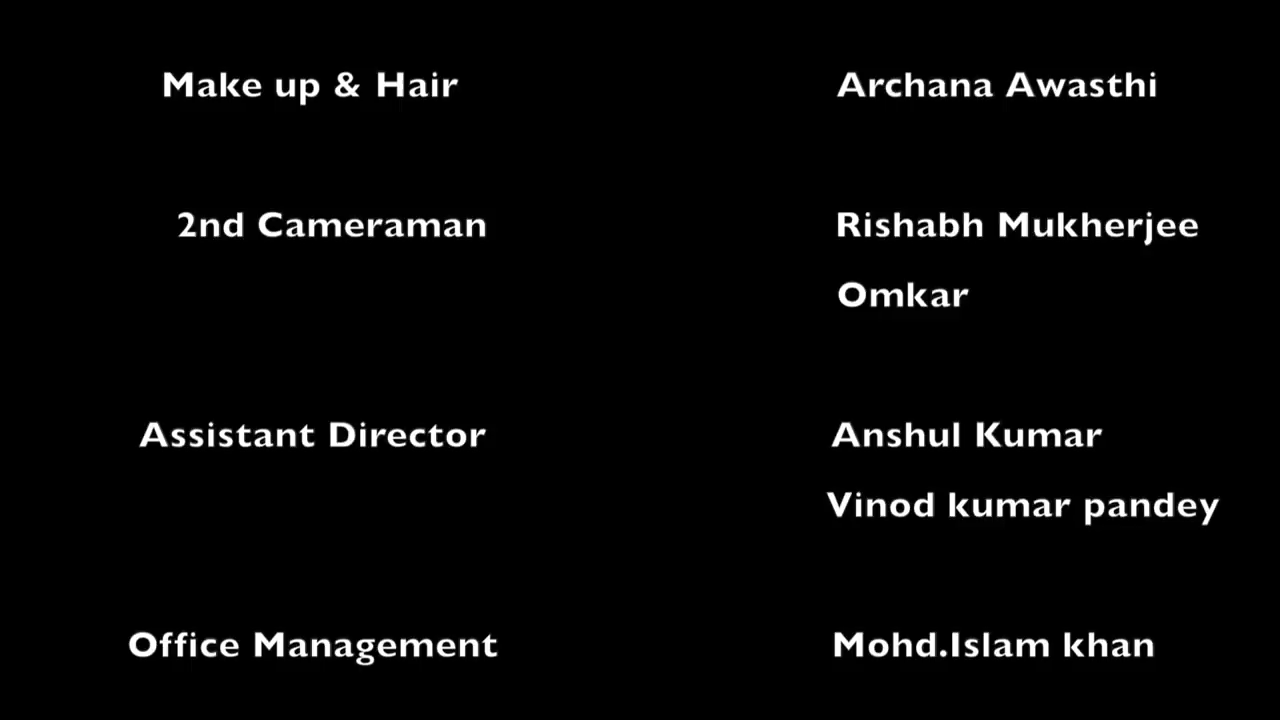 Make up & Hair Archana Awasthi
2nd Cameraman Rishabh Mukherjee
Omkar
Assistant Director Anshul Kumar
Vinod kumar pandey
Office Management Mohd.Islam khan